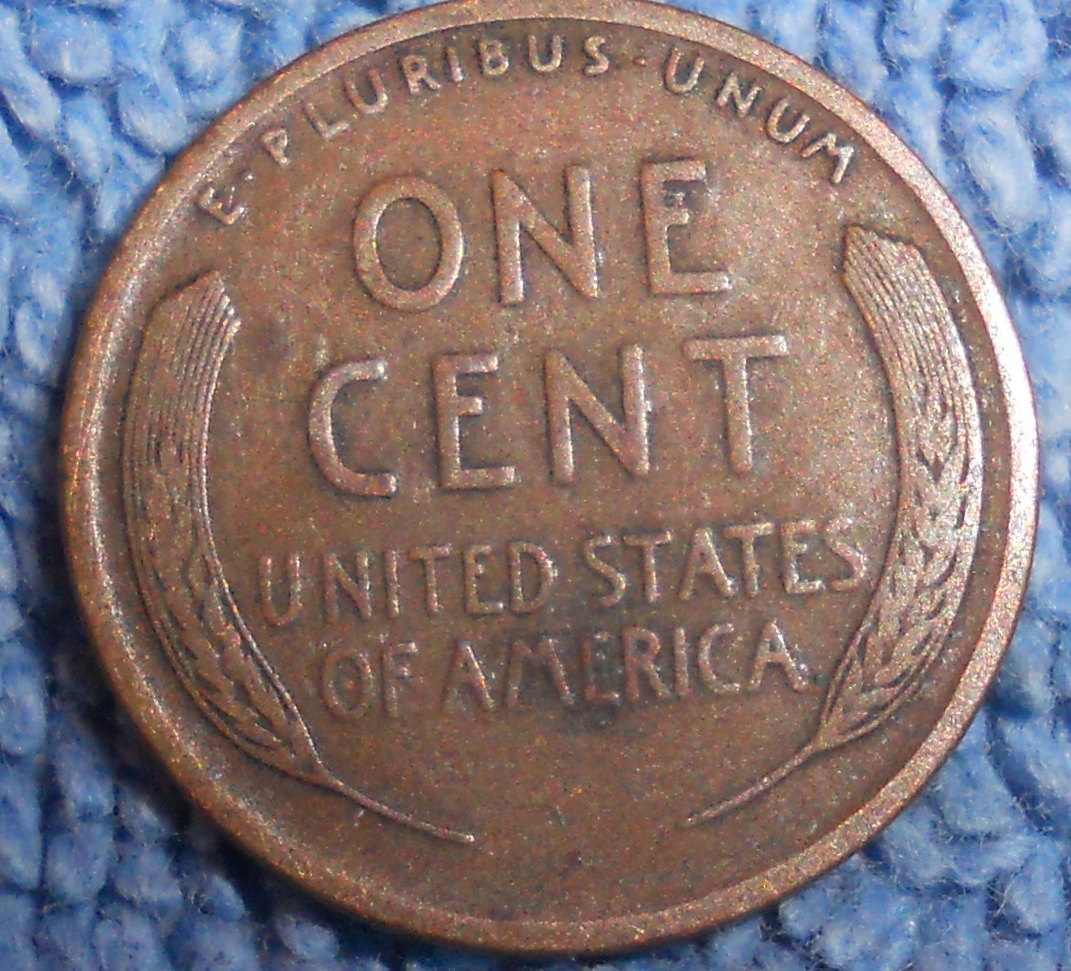 E·PLURIBUS·UNUM
ONE
CENT
UNITED STATES
OF AMERICA